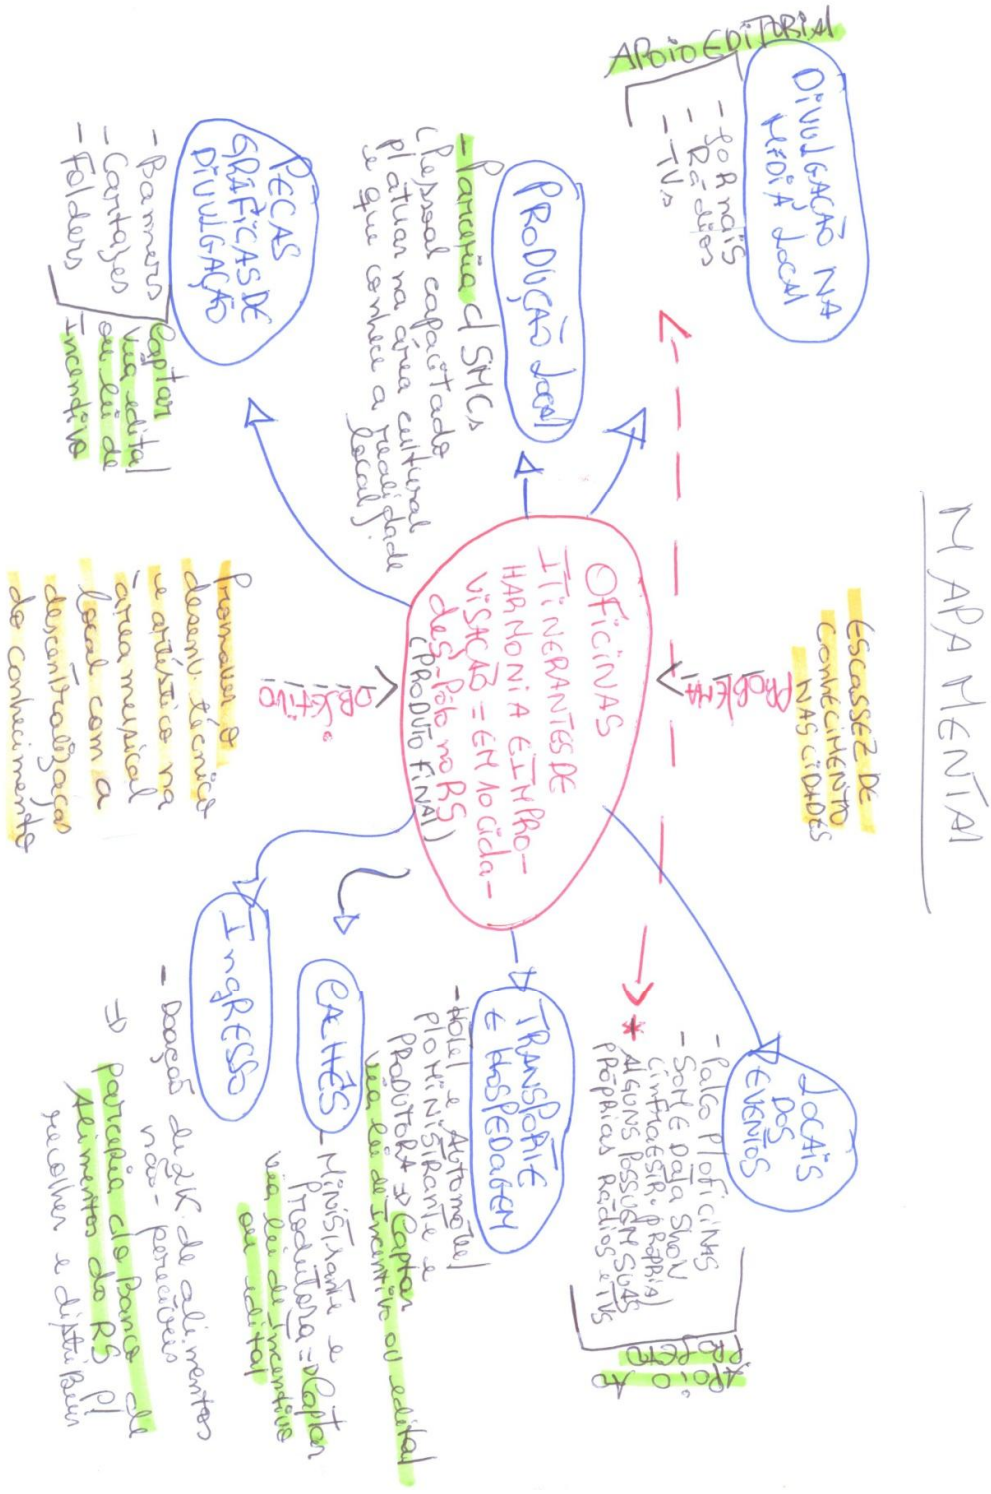 MAPA MENTAL
ESCASSEZ DE
CONHECIMENTO
NAS CIDADES
PROBLEMA
DIVULGAÇÃO NA
MÍDIA LOCAL
- JORNAIS
- Rádios
- TVs
APOIO EDITORIAL
PRODUÇÃO LOCAL
- Parceria c/ SMCs
(Pessoal capacitado
p/ atuar na área cultural
e que conhece a realidade
local)
PEÇAS
GRÁFICAS DE
DIVULGAÇÃO
- Banners
- Cartazes
- Folders
Captar
via edital
ou lei de
Incentivo
OFICINAS
ITINERANTES DE
HARMONIA E IMPRO-
VISAÇÃO = EM 10 cida-
des-pólo no RS
(PRODUTO FINAL)
OBJETIVO
Promover o
desenv. técnico
e artístico na
área musical
local com a
descentralização
do conhecimento
LOCAIS
DOS
EVENTOS
- Palco p/ oficinas
- SOM E DATA SHOW
(infraestr. própria)
* ALGUNS POSSUEM SUAS
PRÓPRIAS RÁDIOS E TVs
APOIO
PROJETO
TRANSPORTE
E HOSPEDAGEM
- Hotel e Automóvel
p/ o MINISTRANTE e
PRODUTORA => Captar
via lei de Incentivo ou edital
CACHÊS
- MINISTRANTE e
Produtora => Captar
via lei de incentivo
ou edital
INGRESSO
- Doação de 2K. de alimentos
não-perecíveis
=> parceria c/ o Banco de
Alimentos do RS p/
recolher e distribuir